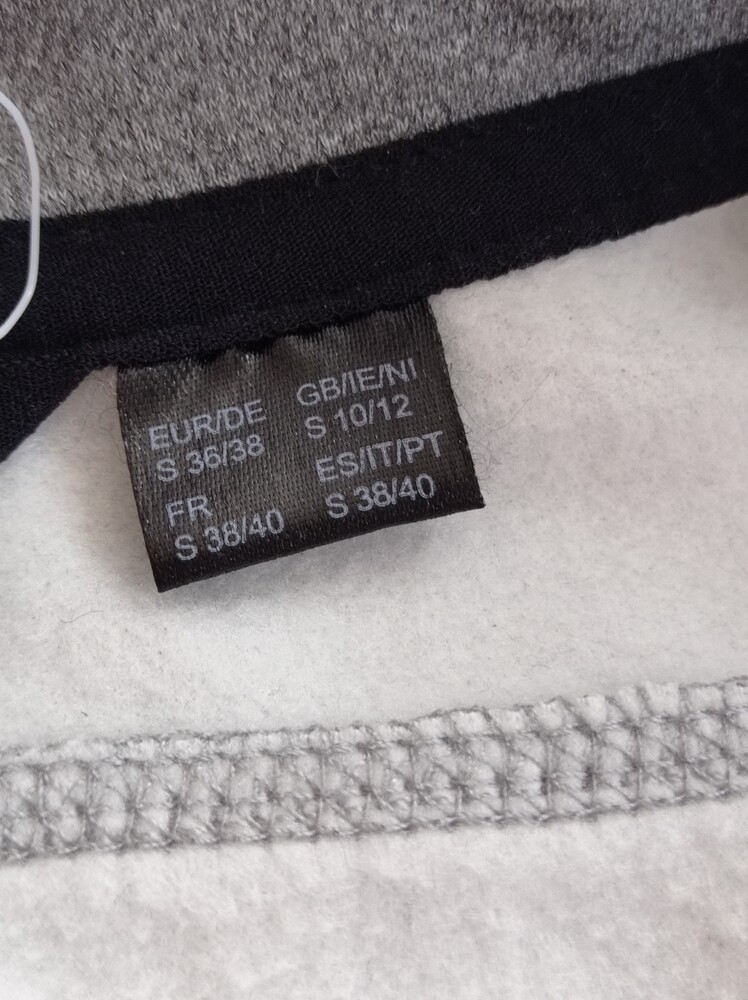 EUR/DE
S 36/38
GB/IE/NI
S 10/12
FR
S 38/40
ES/IT/PT
S 38/40